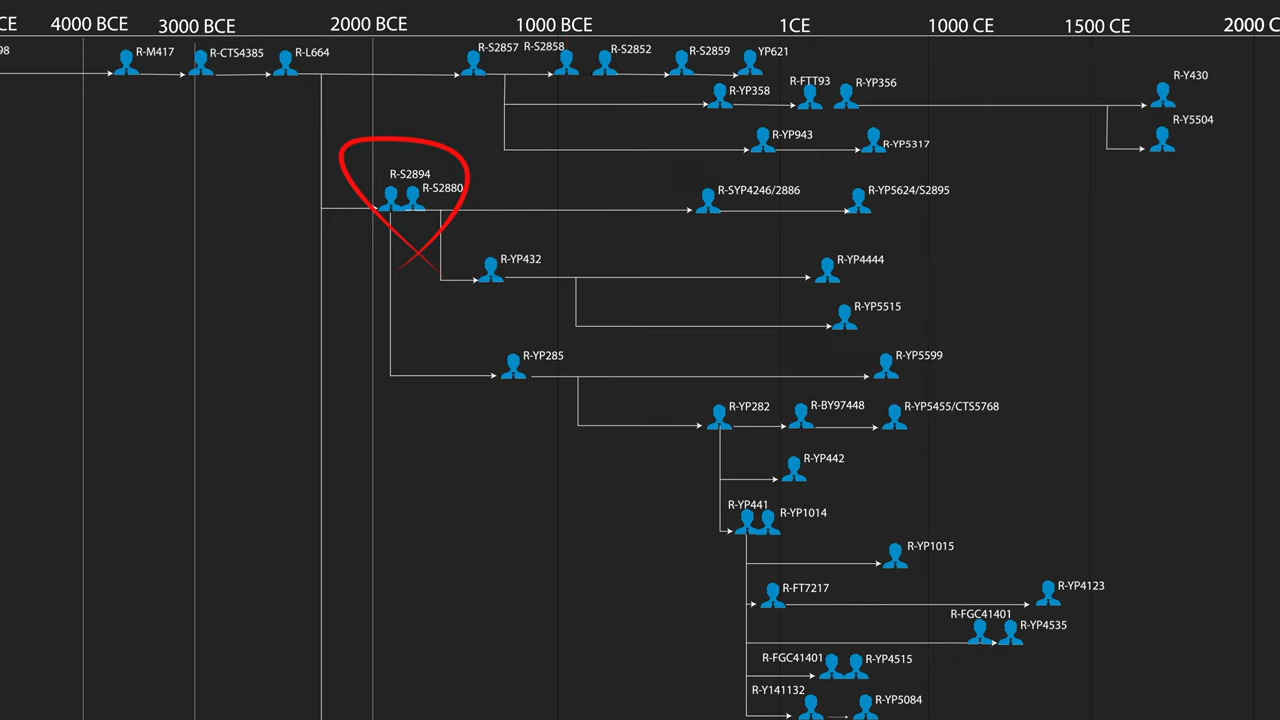 CE 4000 BCE 3000 BCE 2000 BCE 1000 BCE 1CE 1000 CE 1500 CE 2000 C
98 R-M417 R-CTS4385 R-L664 R-S2857 R-S2858 R-S2852 R-S2859 YP621
R-YP358 R-FTT93 R-YP356 R-Y430
R-YP943 R-YP5317 R-Y5504
R-S2894
R-S2880 R-SYP4246/2886 R-YP5624/S2895
R-YP432 R-YP4444
R-YP5515
R-YP285 R-YP5599
R-YP282 R-BY97448 R-YP5455/CTS5768
R-YP442
R-YP441 R-YP1014
R-YP1015
R-FT7217 R-YP4123
R-FGC41401 R-YP4535
R-FGC41401 R-YP4515
R-Y141132 R-YP5084